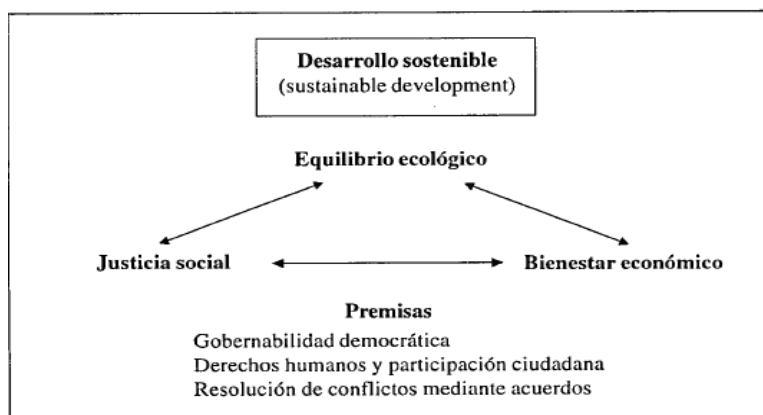 Desarrollo sostenible
(sustainable development)
Equilibrio ecológico
Justicia social
Bienestar económico
Premisas
Gobernabilidad democrática
Derechos humanos y participación ciudadana
Resolución de conflictos mediante acuerdos